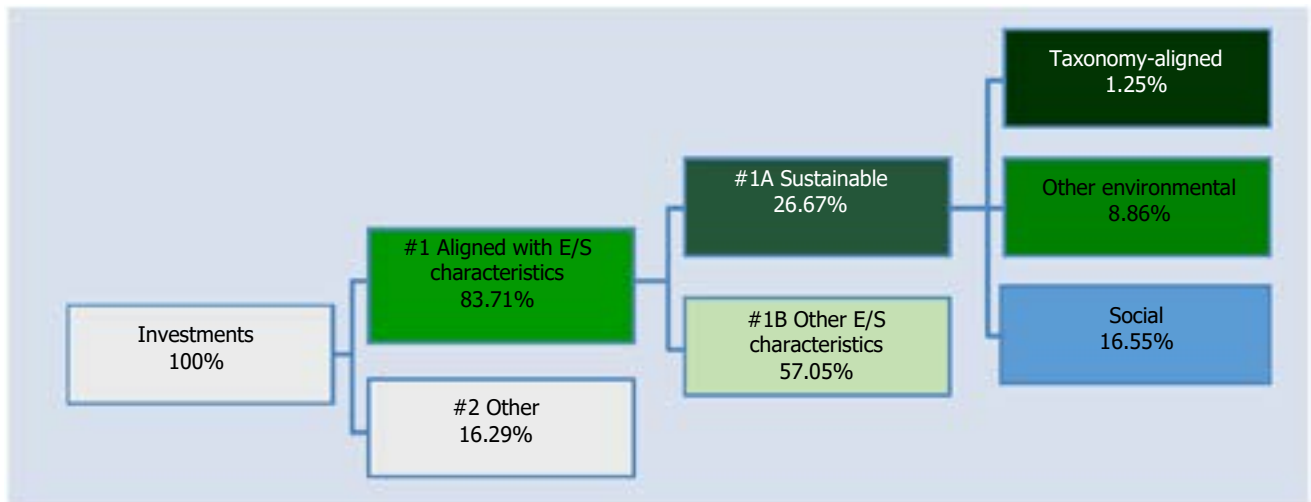 Investments
100%
#1 Aligned with E/S
characteristics
83.71%
#2 Other
16.29%
#1A Sustainable
26.67%
#1B Other E/S
characteristics
57.05%
Taxonomy-aligned
1.25%
Other environmental
8.86%
Social
16.55%